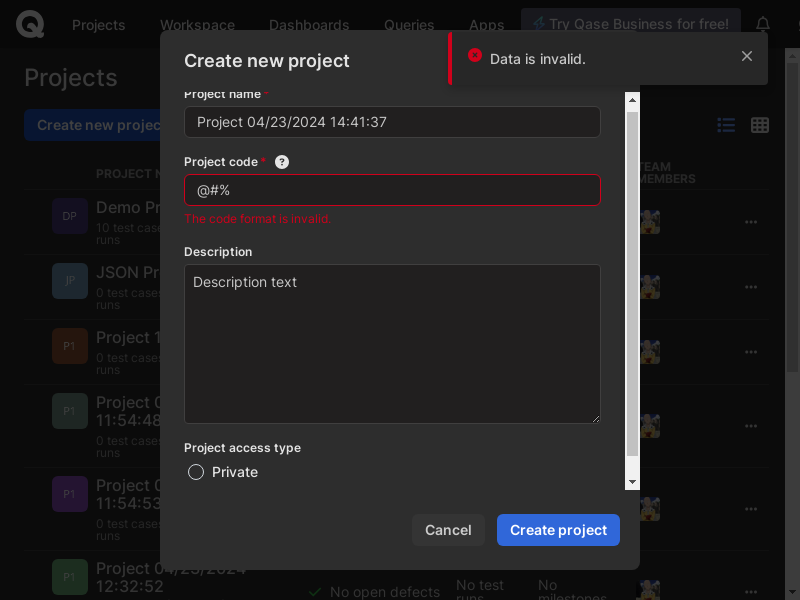 Projects Workspace Dashboards Queries Apps ⚡ Try Qase Business for free!
Create new project
Data is invalid.
Projects
Project name *
Project 04/23/2024 14:41:37
Create new projec
Project code * ?
@#%
The code format is invalid.
Description
Description text
Project access type
Private
Cancel
Create project
PROJECT N
TEAM
MEMBERS
DP
Demo Pr
10 test case
runs
JP
JSON Pr
0 test cases
runs
P1
Project 1
0 test cases
runs
P1
Project 0
11:54:48
0 test cases
runs
P1
Project 0
11:54:53
0 test cases
runs
P1
Project 04/23/2024
12:32:52
No open defects
No test
runs
No
milestones